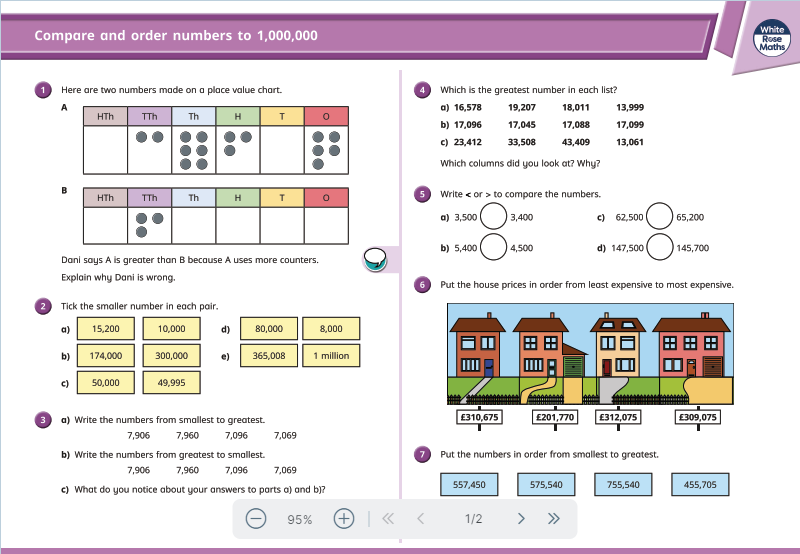 Compare and order numbers to 1,000,000
White
Rose
Maths
1 Here are two numbers made on a place value chart.
A
HTh TTh Th H T O
B
HTh TTh Th H T O
Dani says A is greater than B because A uses more counters.
Explain why Dani is wrong.
2 Tick the smaller number in each pair.
a) 15,200 10,000 d) 80,000 8,000
b) 174,000 300,000 e) 365,008 1 million
c) 50,000 49,995
3 a) Write the numbers from smallest to greatest.
7,906 7,960 7,096 7,069
b) Write the numbers from greatest to smallest.
7,906 7,960 7,096 7,069
c) What do you notice about your answers to parts a) and b)?
4 Which is the greatest number in each list?
a) 16,578 19,207 18,011 13,999
b) 17,096 17,045 17,088 17,099
c) 23,412 33,508 43,409 13,061
Which columns did you look at? Why?
5 Write < or > to compare the numbers.
a) 3,500 3,400 c) 62,500 65,200
b) 5,400 4,500 d) 147,500 145,700
6 Put the house prices in order from least expensive to most expensive.
£310,675 £201,770 £312,075 £309,075
7 Put the numbers in order from smallest to greatest.
557,450 575,540 755,540 455,705
95% 1/2